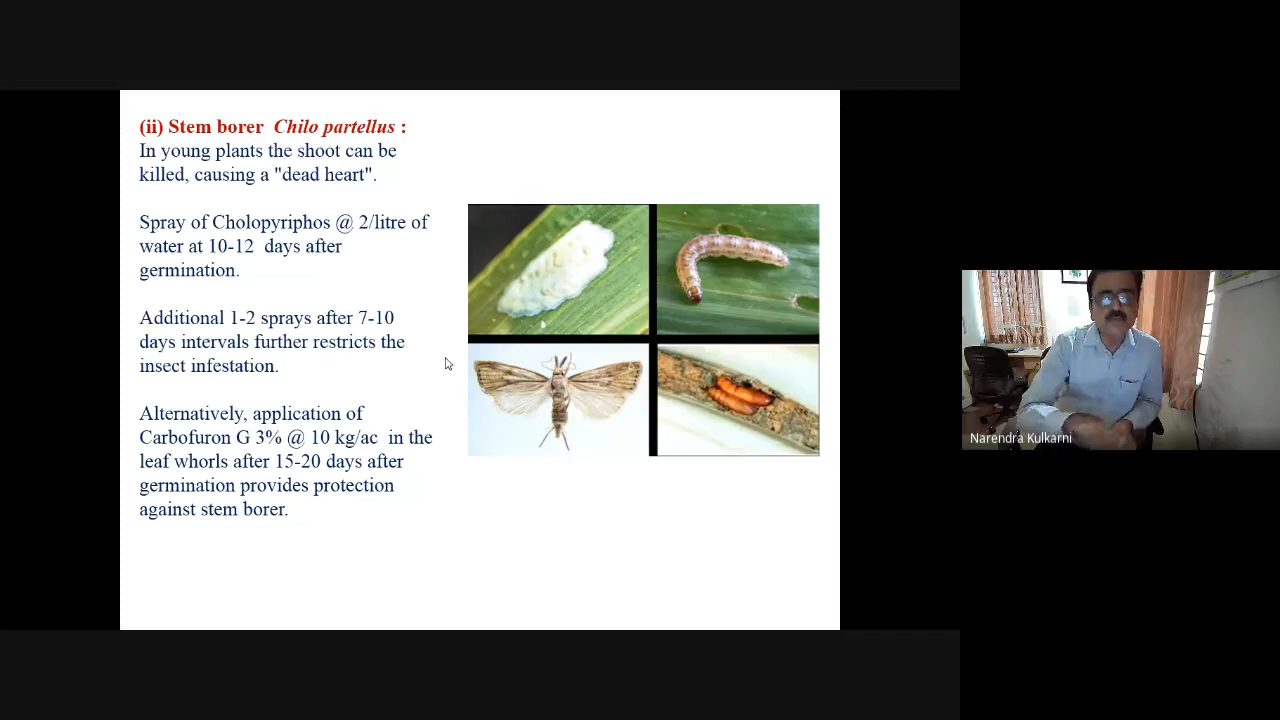 (ii) Stem borer Chilo partellus :
In young plants the shoot can be
killed, causing a "dead heart".
Spray of Cholopyriphos @ 2/litre of
water at 10-12 days after
germination.
Additional 1-2 sprays after 7-10
days intervals further restricts the
insect infestation.
Alternatively, application of
Carbofuron G 3% @ 10 kg/ac in the
leaf whorls after 15-20 days after
germination provides protection
against stem borer.
Narendra Kulkarni